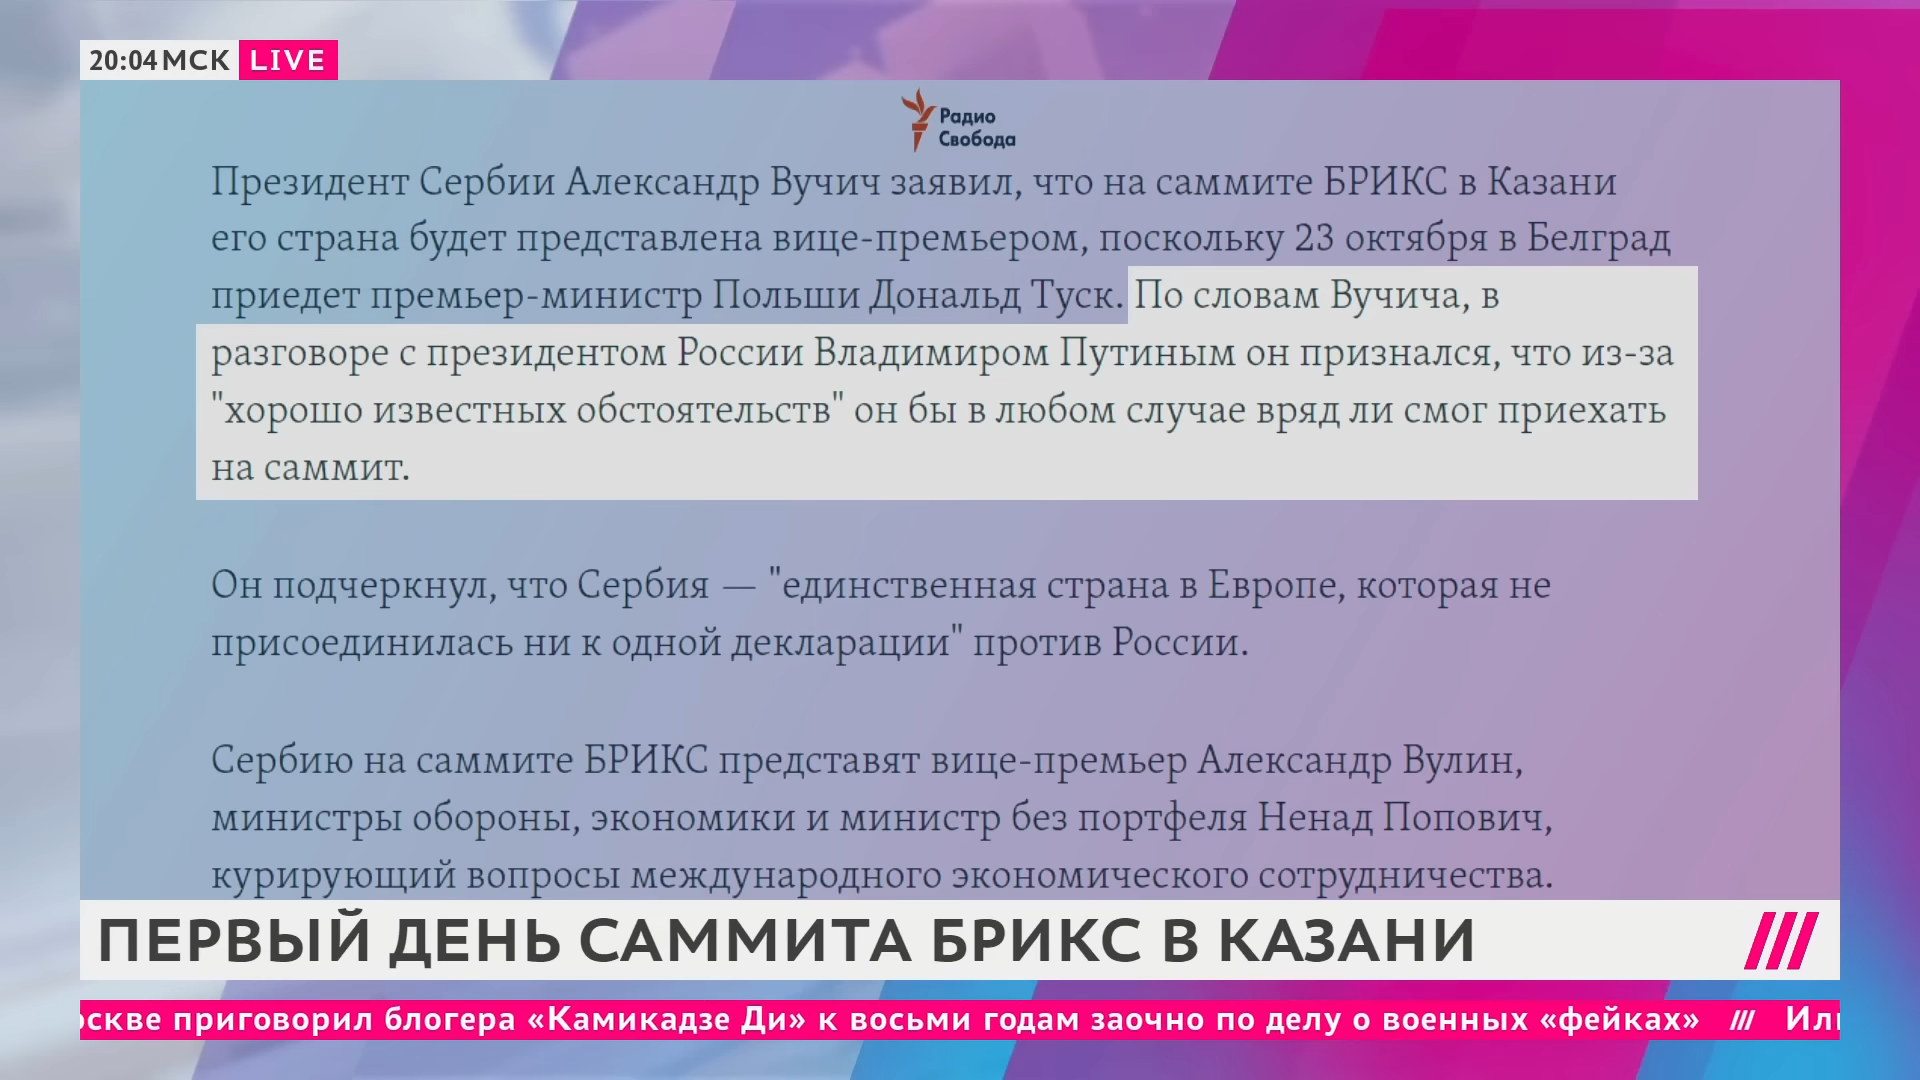 20:04 МСК LIVE
Радио
Свобода
Президент Сербии Александр Вучич заявил, что на саммите БРИКС в Казани
его страна будет представлена вице-премьером, поскольку 23 октября в Белград
приедет премьер-министр Польши Дональд Туск. По словам Вучича, в
разговоре с президентом России Владимиром Путиным он признался, что из-за
"хорошо известных обстоятельств" он бы в любом случае вряд ли смог приехать
на саммит.
Он подчеркнул, что Сербия — "единственная страна в Европе, которая не
присоединилась ни к одной декларации" против России.
Сербию на саммите БРИКС представят вице-премьер Александр Вулин,
министры обороны, экономики и министр без портфеля Ненад Попович,
курирующий вопросы международного экономического сотрудничества.
ПЕРВЫЙ ДЕНЬ САММИТА БРИКС В КАЗАНИ
приговорил блогера «Камикадзе Ди» к восьми годам заочно по делу о военных «фейках» ///